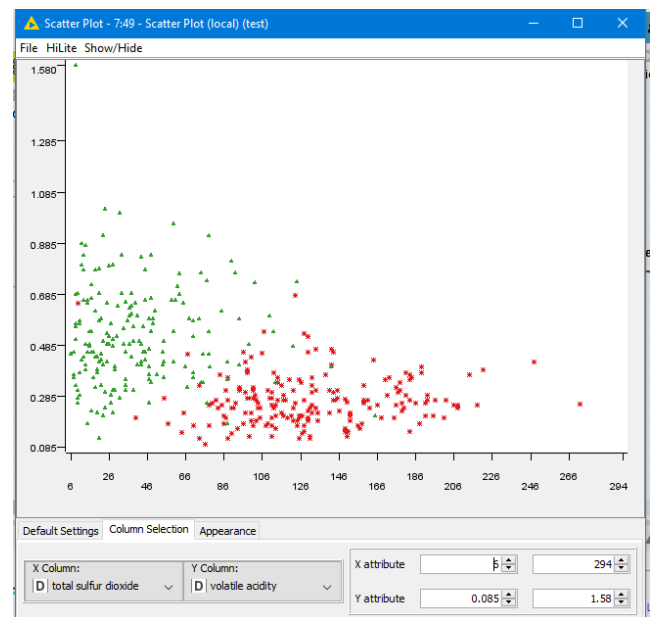 Scatter Plot - 7:49 - Scatter Plot (local) (test)
File HiLite Show/Hide
1.580
1.285
1.085
0.885
0.685
0.485
0.285
0.085
6 26 46 66 86 106 126 146 166 186 206 226 246 266 294
Default Settings Column Selection Appearance
X Column: Y Column:
D total sulfur dioxide D volatile acidity
X attribute 6 294
Y attribute 0.085 1.58